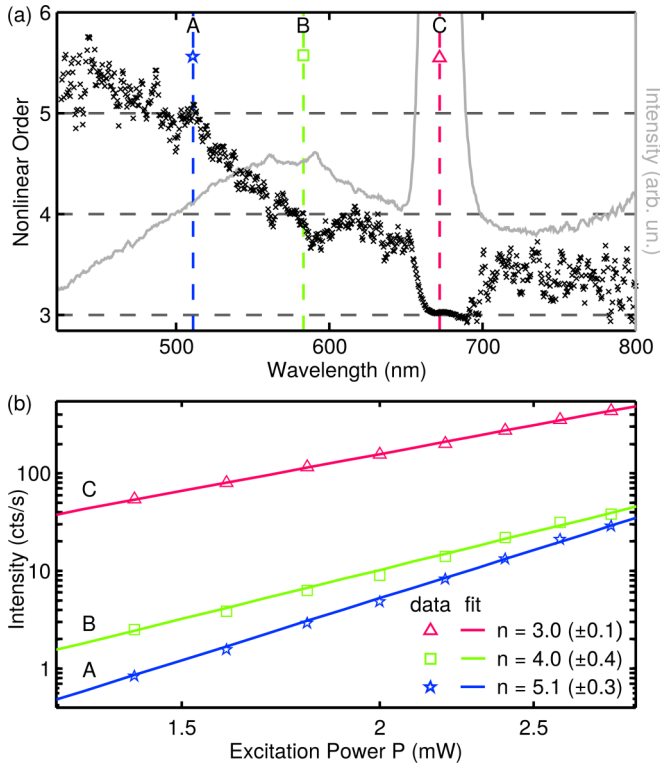 (a)
A B C
6
5
4
3
Nonlinear Order
Intensity (arb. un.)
500 600 700 800
Wavelength (nm)
(b)
100
10
1
Intensity (cts/s)
C
B
A
data fit
n = 3.0 (±0.1)
n = 4.0 (±0.4)
n = 5.1 (±0.3)
1.5 2 2.5
Excitation Power P (mW)